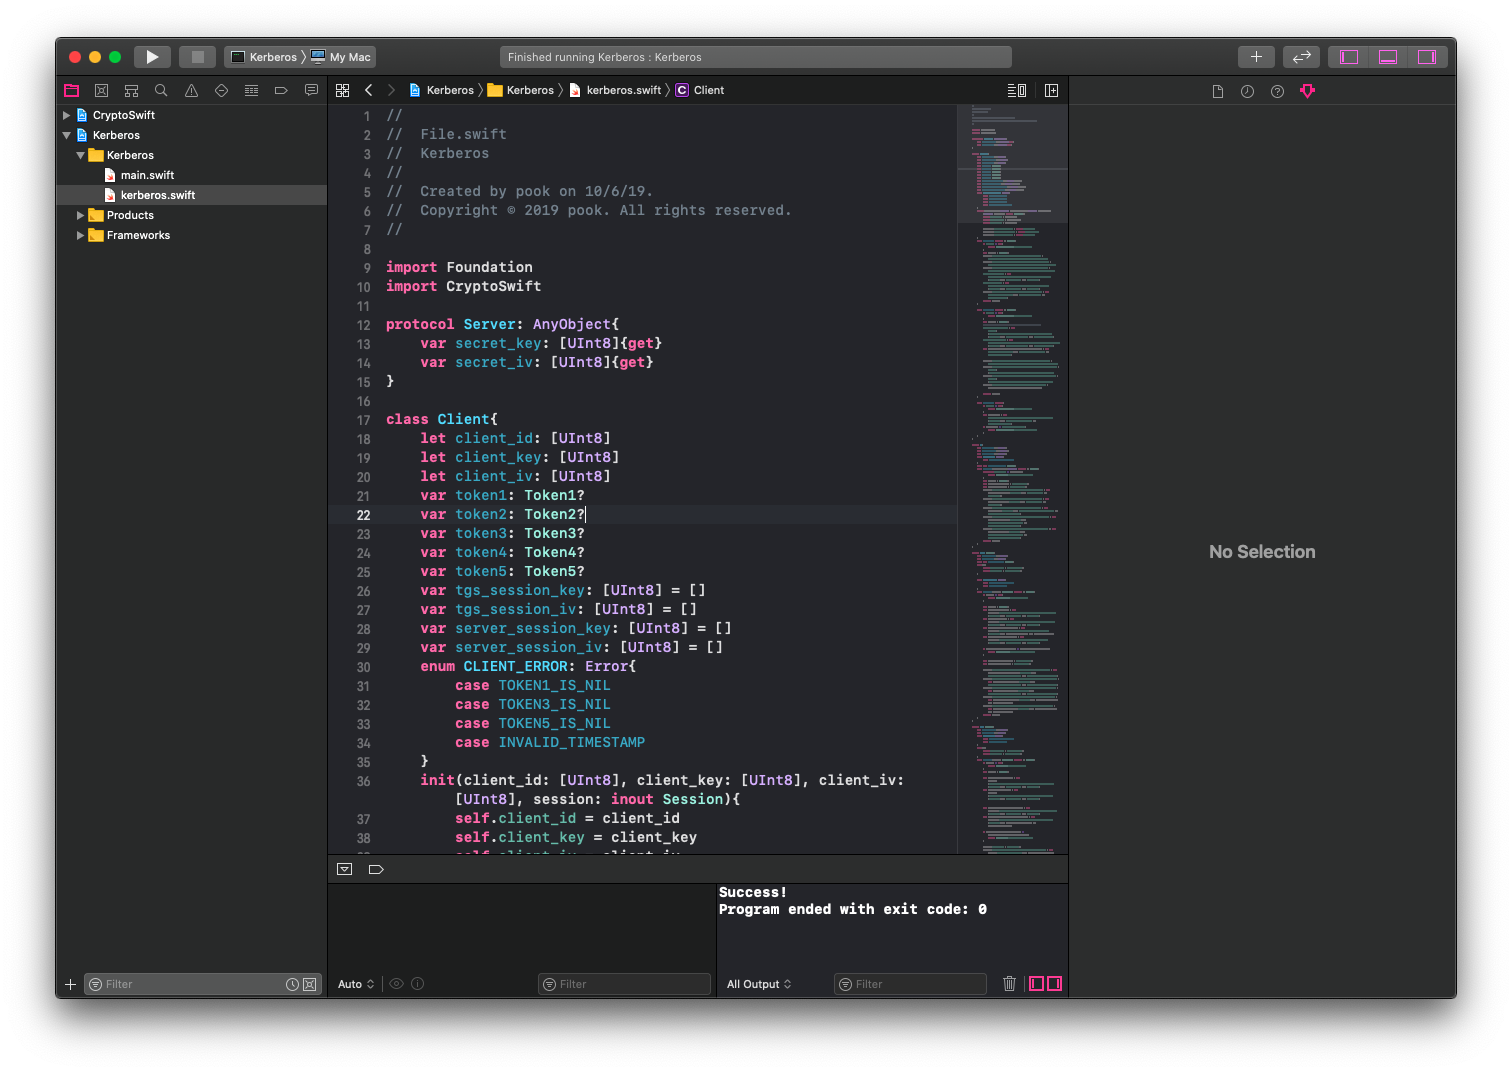 Kerberos
My Mac
Finished running Kerberos : Kerberos
CryptoSwift
Kerberos
Kerberos
main.swift
kerberos.swift
Products
Frameworks
Kerberos
Kerberos
kerberos.swift
C Client
1 //
2 //  File.swift
3 //  Kerberos
4 //
5 //  Created by pook on 10/6/19.
6 //  Copyright © 2019 pook. All rights reserved.
7 //
8
9 import Foundation
10 import CryptoSwift
11
12 protocol Server: AnyObject{
13     var secret_key: [UInt8]{get}
14     var secret_iv: [UInt8]{get}
15 }
16
17 class Client{
18     let client_id: [UInt8]
19     let client_key: [UInt8]
20     let client_iv: [UInt8]
21     var token1: Token1?
22     var token2: Token2?
23     var token3: Token3?
24     var token4: Token4?
25     var token5: Token5?
26     var tgs_session_key: [UInt8] = []
27     var tgs_session_iv: [UInt8] = []
28     var server_session_key: [UInt8] = []
29     var server_session_iv: [UInt8] = []
30     enum CLIENT_ERROR: Error{
31         case TOKEN1_IS_NIL
32         case TOKEN3_IS_NIL
33         case TOKEN5_IS_NIL
34         case INVALID_TIMESTAMP
35     }
36     init(client_id: [UInt8], client_key: [UInt8], client_iv:
[UInt8], session: inout Session){
37         self.client_id = client_id
38         self.client_key = client_key
No Selection
Success!
Program ended with exit code: 0
Filter
Auto
Filter
All Output
Filter